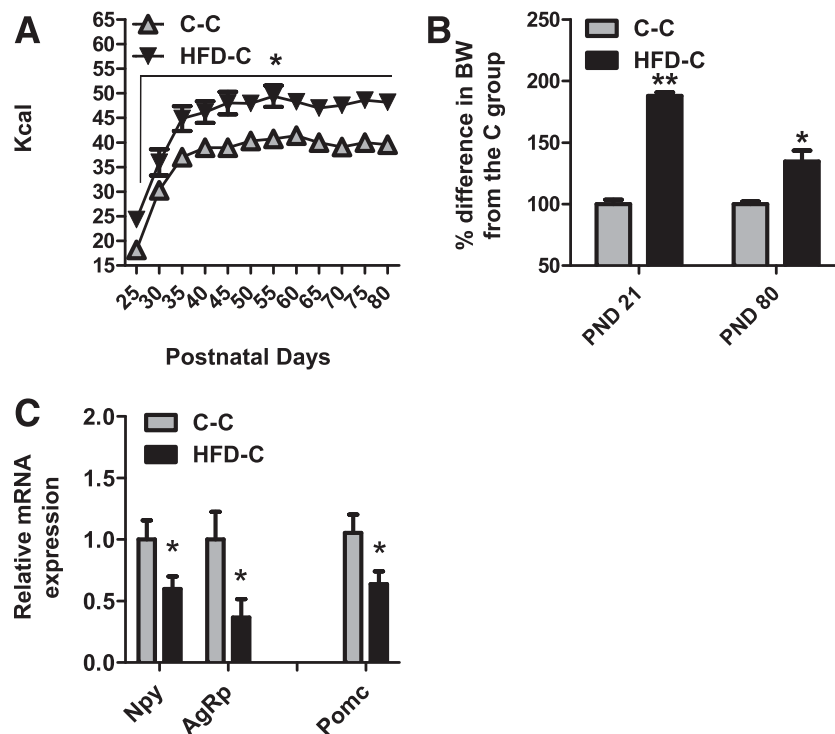 A
65
60
55
50
45
40
35
30
25
20
15
Kcal
C-C
HFD-C
*
25 30 35 40 45 50 55 60 65 70 75 80
Postnatal Days
B
250
200
150
100
50
% difference in BW
from the C group
C-C
HFD-C
**
*
PND 21
PND 80
C
2.0
1.5
1.0
0.5
0.0
Relative mRNA
expression
C-C
HFD-C
*
*
*
Npy
AgRp
Pomc